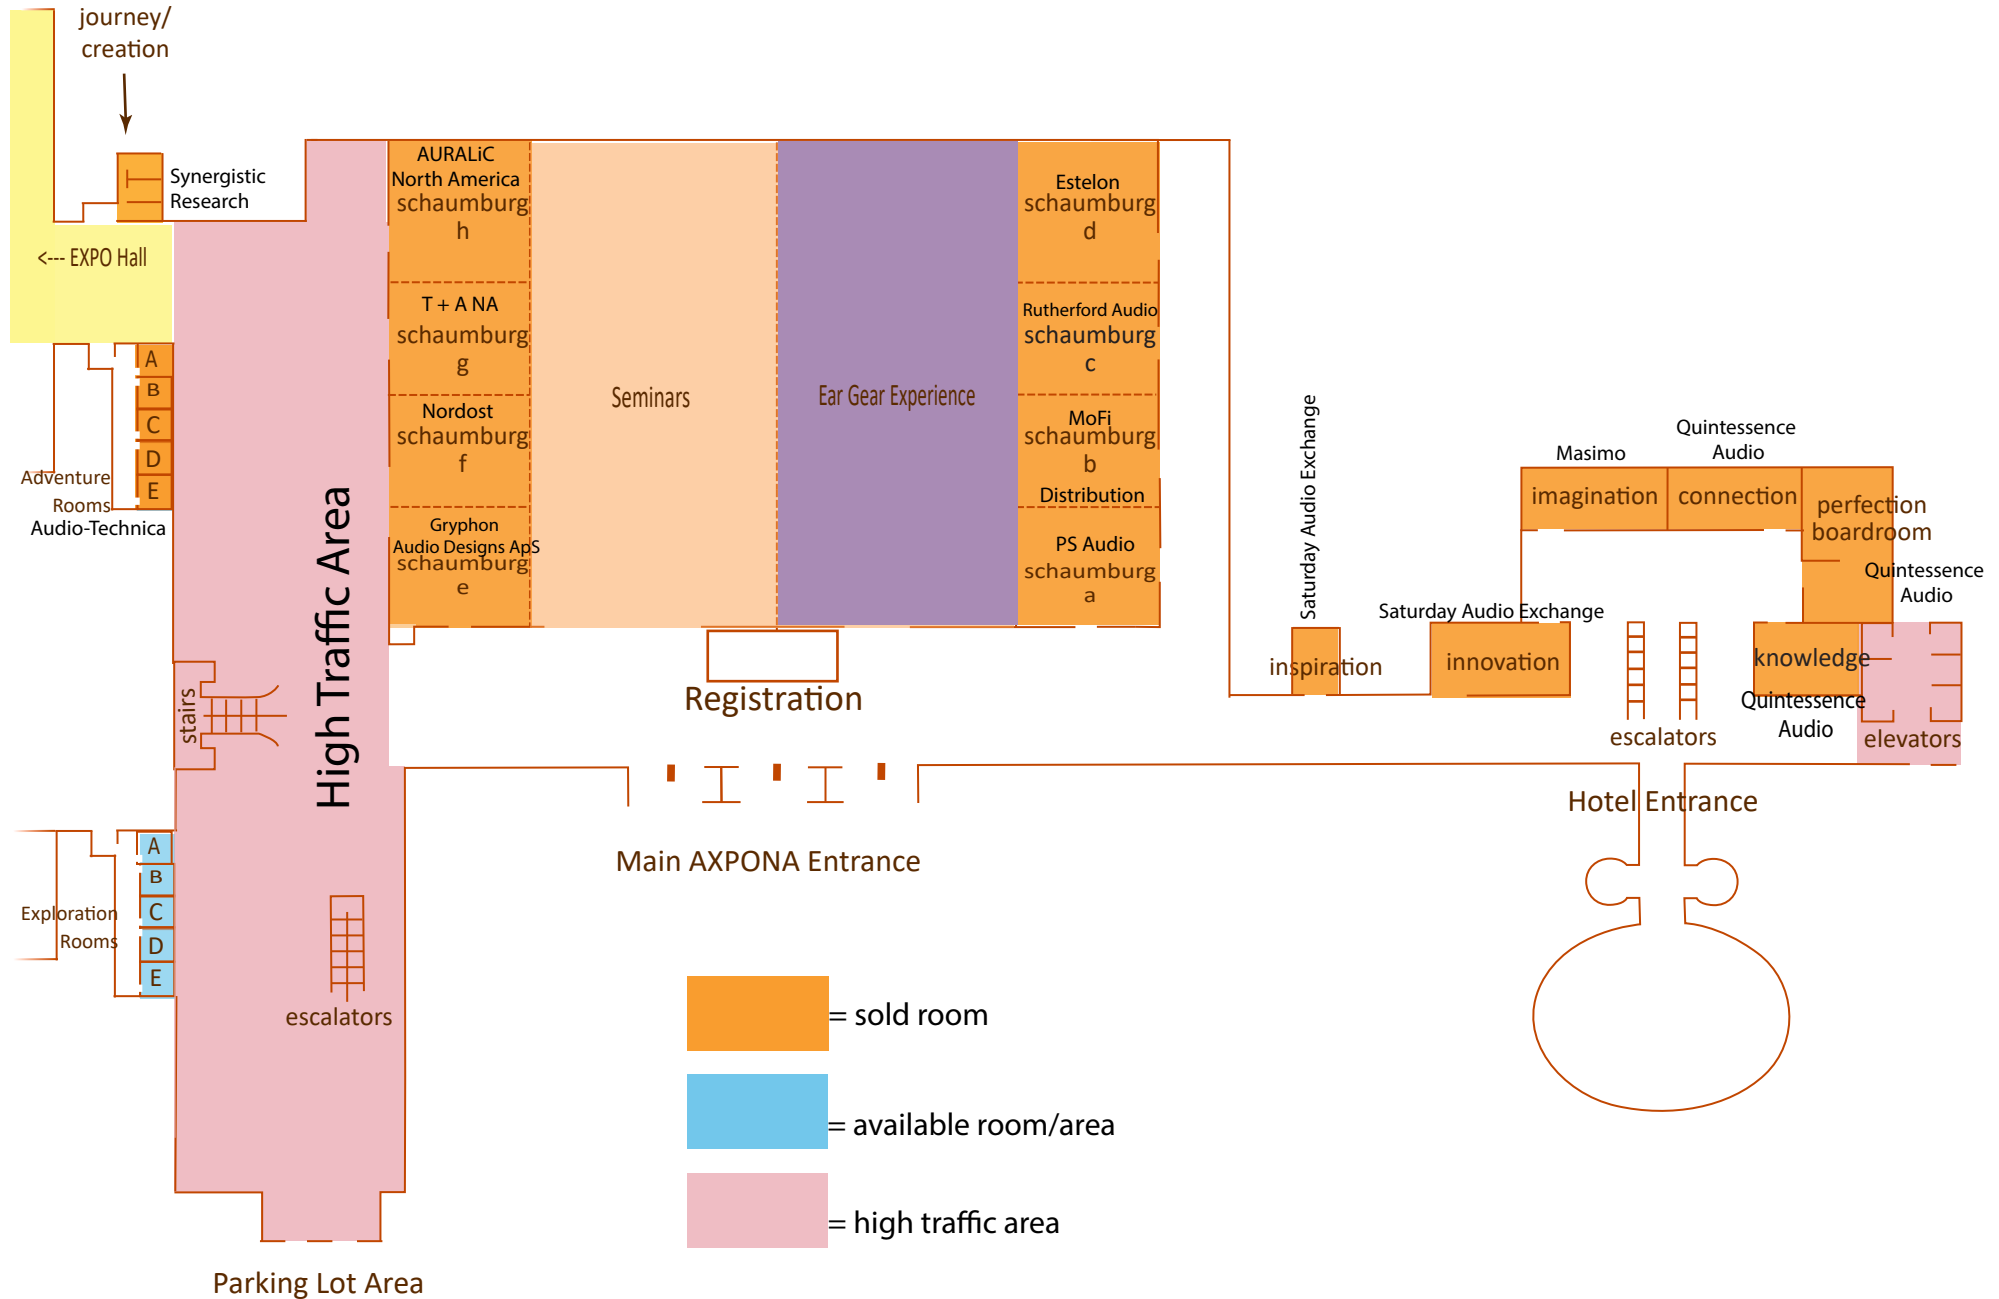 journey/
creation
Synergistic
Research
<--- EXPO Hall
A
B
C
D
E
Adventure
Rooms
Audio-Technica
High Traffic Area
stairs
A
B
C
D
E
Exploration
Rooms
escalators
Parking Lot Area
AURALiC
North America
schaumburg
h
T + A NA
schaumburg
g
Nordost
schaumburg
f
Gryphon
Audio Designs ApS
schaumburg
e
Seminars
Ear Gear Experience
Estelon
schaumburg
d
Rutherford Audio
schaumburg
c
MoFi
schaumburg
b
Distribution
PS Audio
schaumburg
a
Registration
Main AXPONA Entrance
Saturday Audio Exchange
inspiration
Saturday Audio Exchange
innovation
Masimo
imagination
Quintessence
Audio
connection
perfection
boardroom
Quintessence
Audio
knowledge
Quintessence
Audio
escalators
elevators
Hotel Entrance
= sold room
= available room/area
= high traffic area